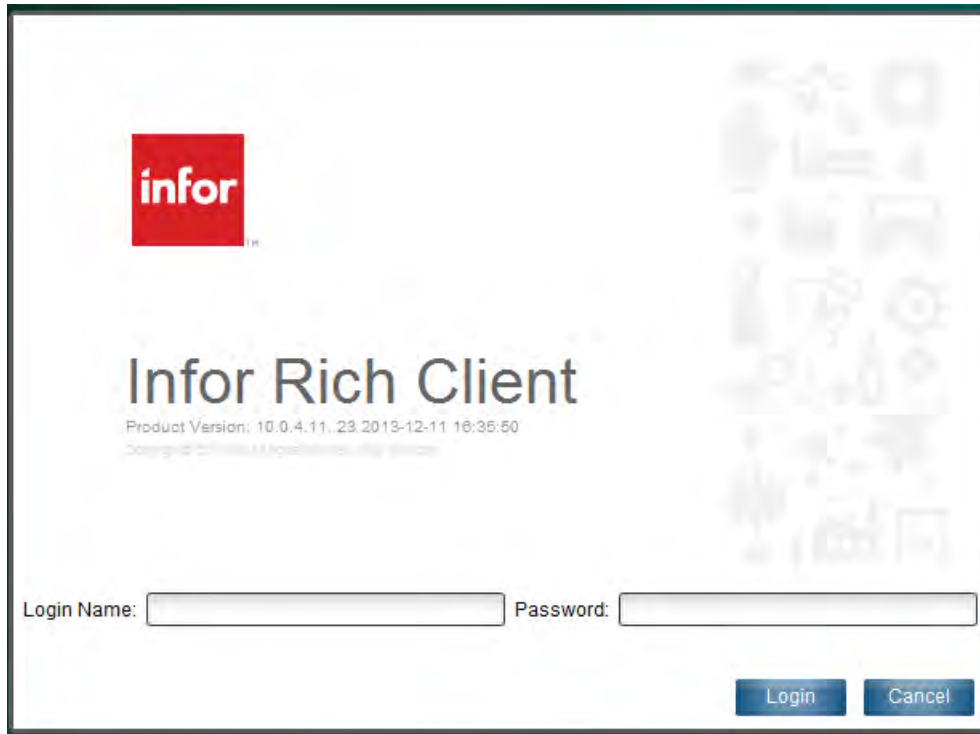 infor
TM
Infor Rich Client
Product Version: 10.0.4.11..23 2013-12-11 16:35:50
Login Name: Password:
Login Cancel